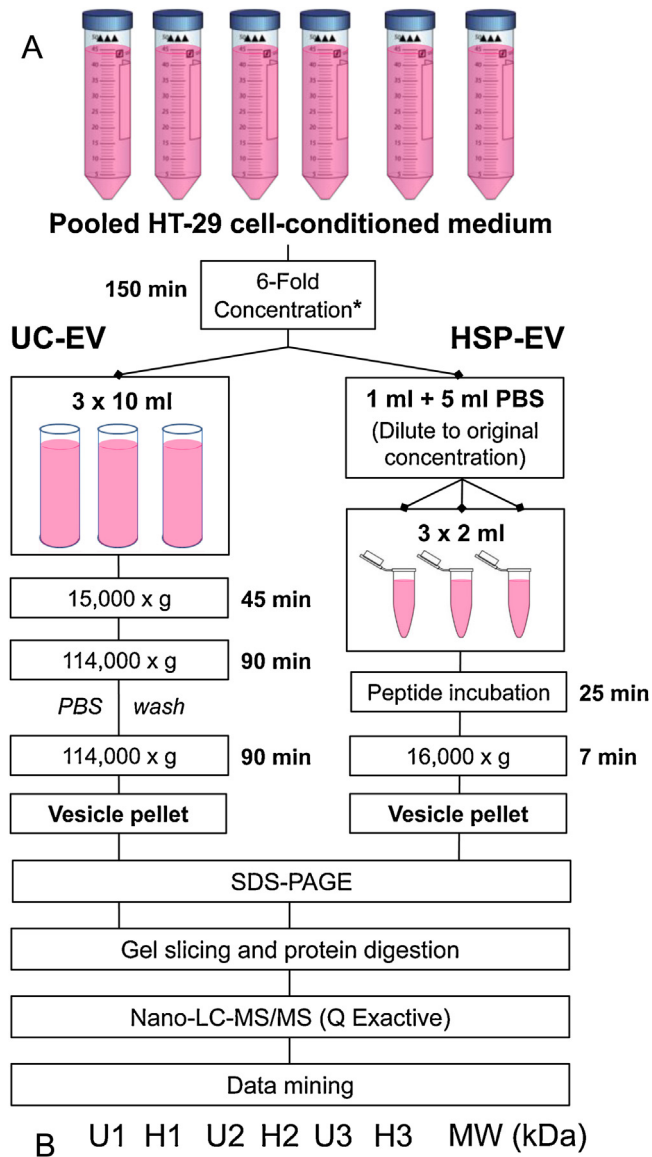 A
Pooled HT-29 cell-conditioned medium
150 min
6-Fold
Concentration*
UC-EV
HSP-EV
3 x 10 ml
1 ml + 5 ml PBS
(Dilute to original
concentration)
3 x 2 ml
15,000 x g
45 min
114,000 x g
90 min
PBS wash
Peptide incubation
25 min
114,000 x g
90 min
16,000 x g
7 min
Vesicle pellet
Vesicle pellet
SDS-PAGE
Gel slicing and protein digestion
Nano-LC-MS/MS (Q Exactive)
Data mining
B
U1 H1 U2 H2 U3 H3 MW (kDa)